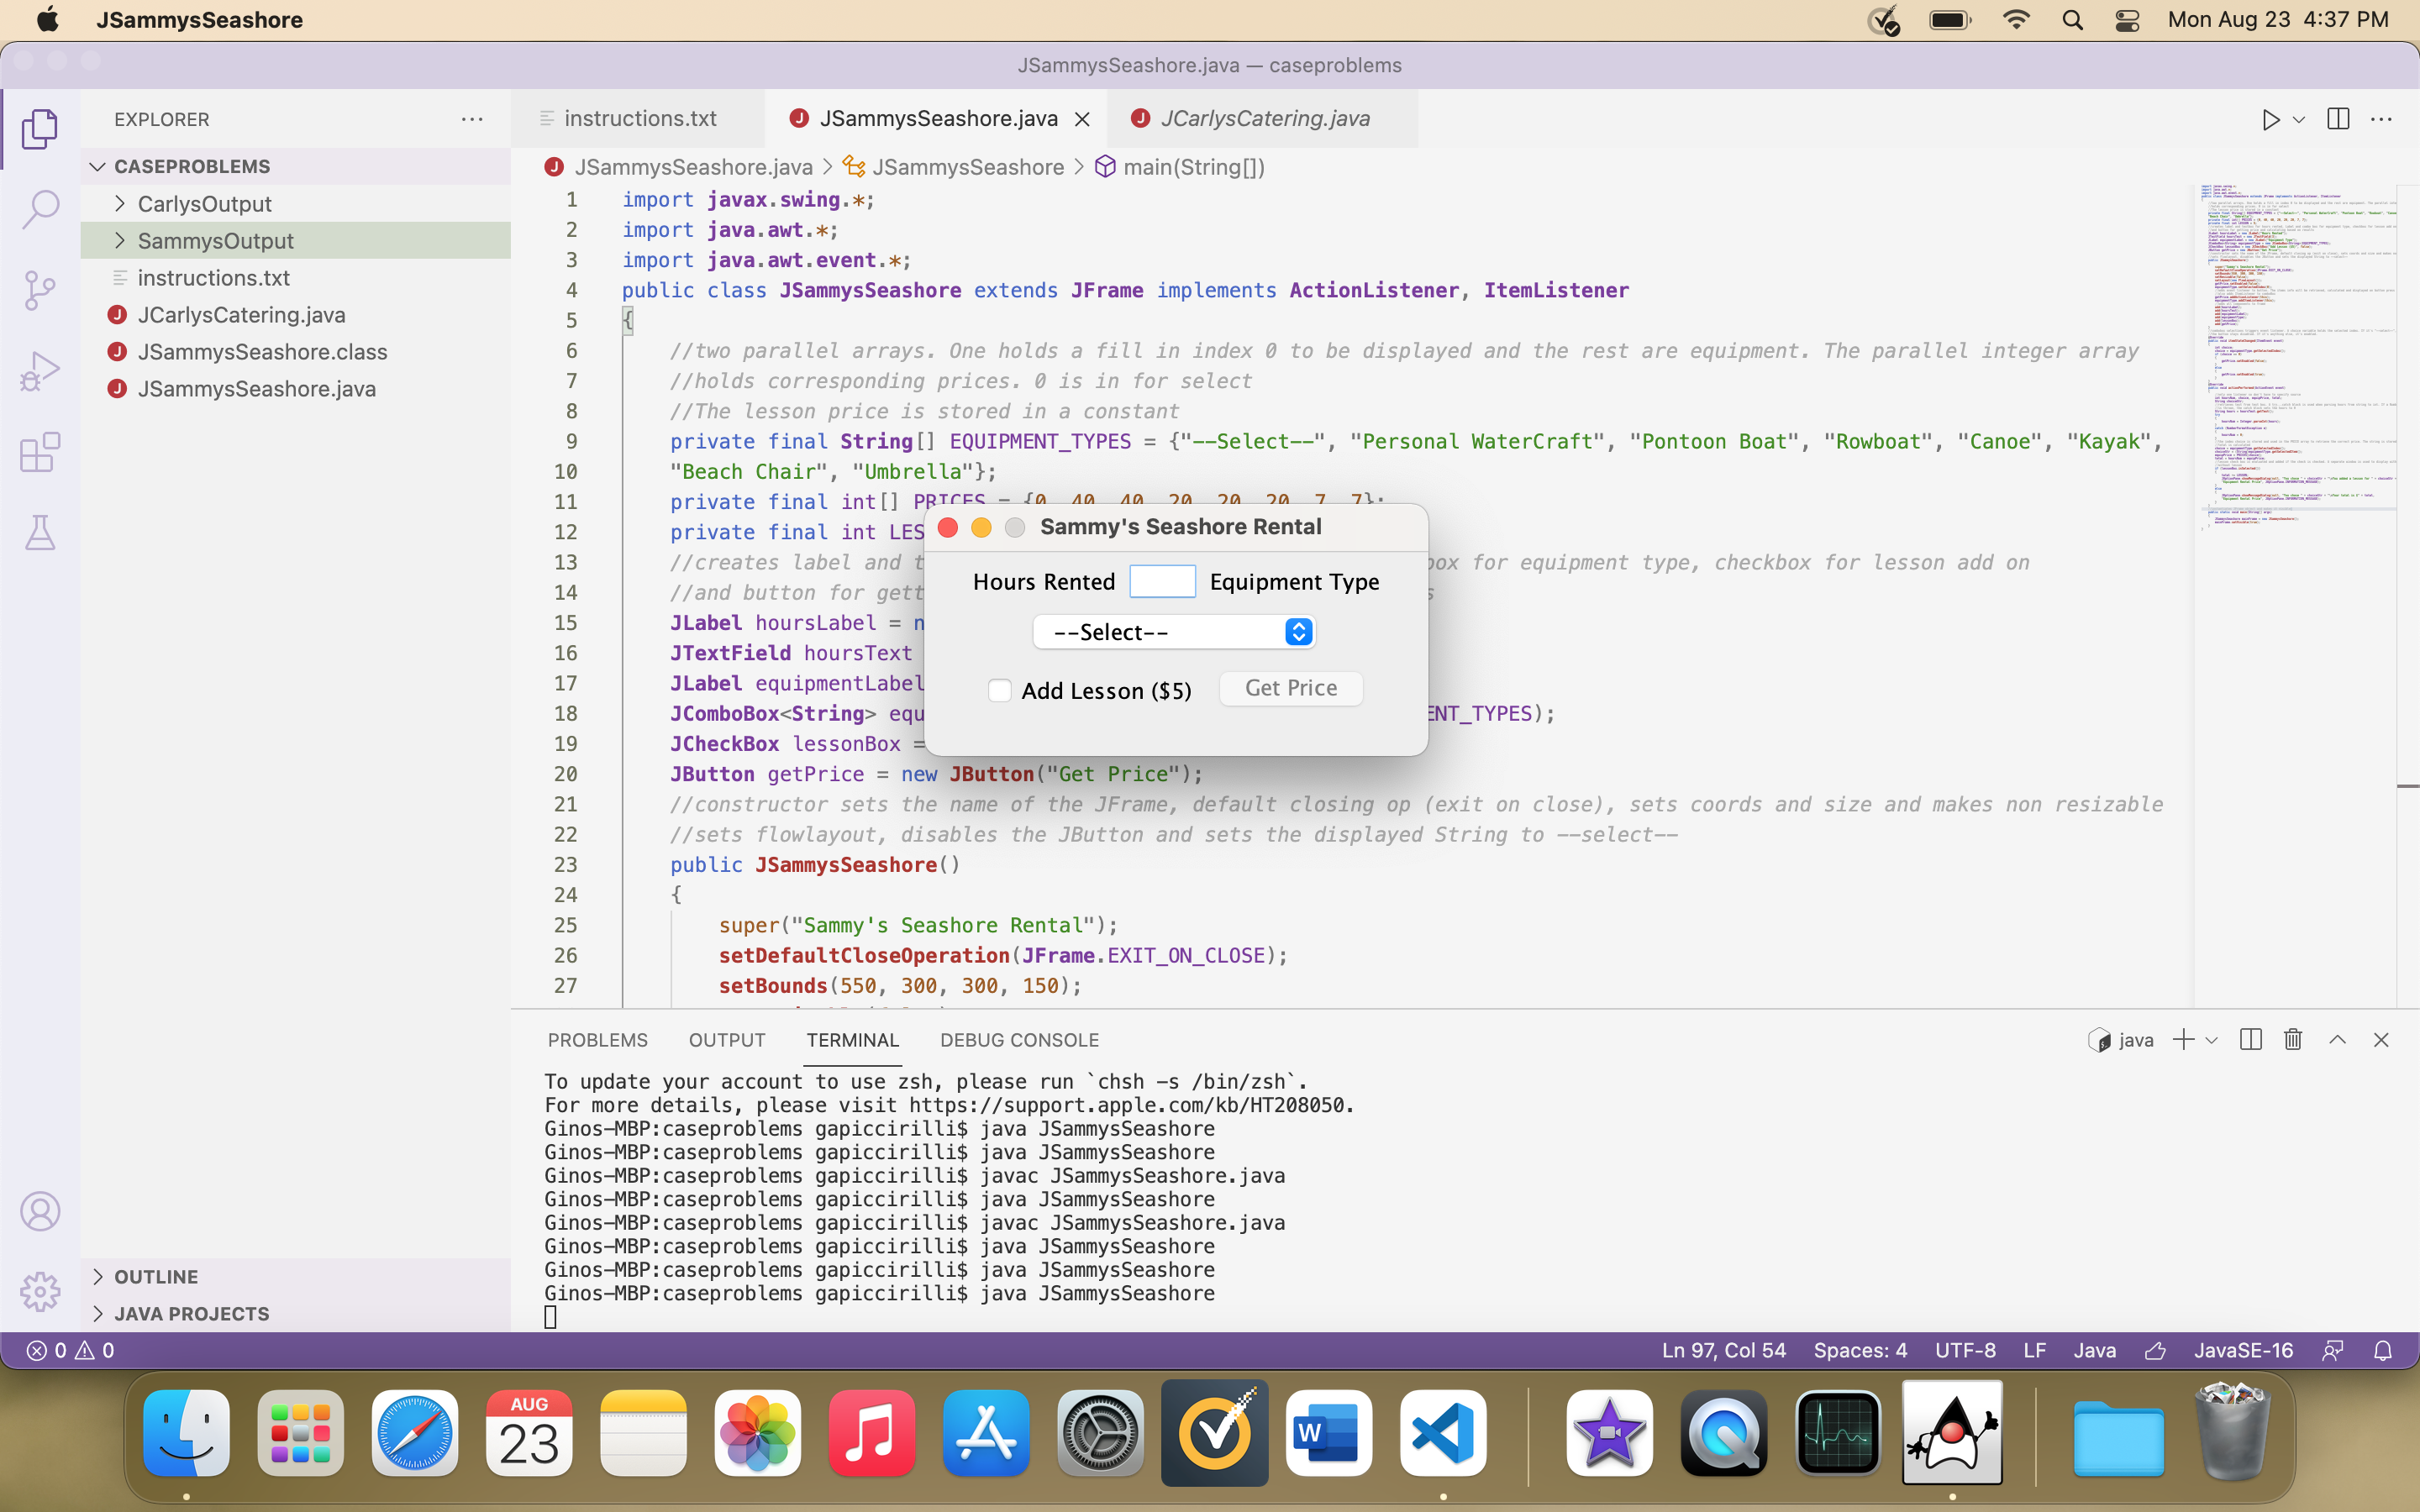 JSammysSeashore
Mon Aug 23 4:37 PM
JSammysSeashore.java — caseproblems
EXPLORER
CASEPROBLEMS
CarlysOutput
SammysOutput
instructions.txt
JCarlysCatering.java
JSammysSeashore.class
JSammysSeashore.java
OUTLINE
JAVA PROJECTS
instructions.txt
JSammysSeashore.java
JCarlysCatering.java
JSammysSeashore.java > JSammysSeashore > main(String[])
1 import javax.swing.*;
2 import java.awt.*;
3 import java.awt.event.*;
4 public class JSammysSeashore extends JFrame implements ActionListener, ItemListener
5 {
6 //two parallel arrays. One holds a fill in index 0 to be displayed and the rest are equipment. The parallel integer array
7 //holds corresponding prices. 0 is in for select
8 //The lesson price is stored in a constant
9 private final String[] EQUIPMENT_TYPES = {"--Select--", "Personal WaterCraft", "Pontoon Boat", "Rowboat", "Canoe", "Kayak",
10 "Beach Chair", "Umbrella"};
11 private final int[] PRICES = {0, 40, 40, 20, 20, 20, 7, 7};
12 private final int LES
13 //creates label and t box for equipment type, checkbox for lesson add on
14 //and button for gett s
15 JLabel hoursLabel = n
16 JTextField hoursText
17 JLabel equipmentLabel
18 JComboBox<String> equ ENT_TYPES);
19 JCheckBox lessonBox =
20 JButton getPrice = new JButton("Get Price");
21 //constructor sets the name of the JFrame, default closing op (exit on close), sets coords and size and makes non resizable
22 //sets flowlayout, disables the JButton and sets the displayed String to --select--
23 public JSammysSeashore()
24 {
25 super("Sammy's Seashore Rental");
26 setDefaultCloseOperation(JFrame.EXIT_ON_CLOSE);
27 setBounds(550, 300, 300, 150);
Sammy's Seashore Rental
Hours Rented Equipment Type
--Select--
Add Lesson ($5) Get Price
PROBLEMS OUTPUT TERMINAL DEBUG CONSOLE
java
To update your account to use zsh, please run `chsh -s /bin/zsh`.
For more details, please visit https://support.apple.com/kb/HT208050.
Ginos-MBP:caseproblems gapiccirilli$ java JSammysSeashore
Ginos-MBP:caseproblems gapiccirilli$ java JSammysSeashore
Ginos-MBP:caseproblems gapiccirilli$ javac JSammysSeashore.java
Ginos-MBP:caseproblems gapiccirilli$ java JSammysSeashore
Ginos-MBP:caseproblems gapiccirilli$ javac JSammysSeashore.java
Ginos-MBP:caseproblems gapiccirilli$ java JSammysSeashore
Ginos-MBP:caseproblems gapiccirilli$ java JSammysSeashore
Ginos-MBP:caseproblems gapiccirilli$ java JSammysSeashore
0 0
Ln 97, Col 54 Spaces: 4 UTF-8 LF Java JavaSE-16
AUG
23
W